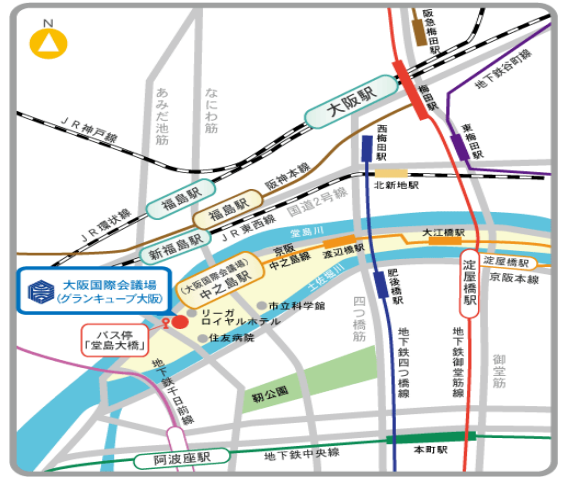 N
阪急梅田駅
地下鉄谷町線
梅田駅
大阪駅
なにわ筋
あみだ池筋
JR神戸線
西梅田駅
東梅田駅
阪神本線
北新地駅
福島駅
福島駅
国道2号線
JR環状線
JR東西線
新福島駅
堂島川
大江橋駅
京阪
中之島線
渡辺橋駅
(大阪国際会議場)
中之島駅
土佐堀川
淀屋橋駅
京阪本線
淀屋橋駅
肥後橋駅
大阪国際会議場
(グランキューブ大阪)
市立科学館
リーガ
ロイヤルホテル
住友病院
バス停
「堂島大橋」
四つ橋筋
地下鉄四つ橋線
地下鉄御堂筋線
御堂筋
地下鉄千日前線
靭公園
阿波座駅
地下鉄中央線
本町駅